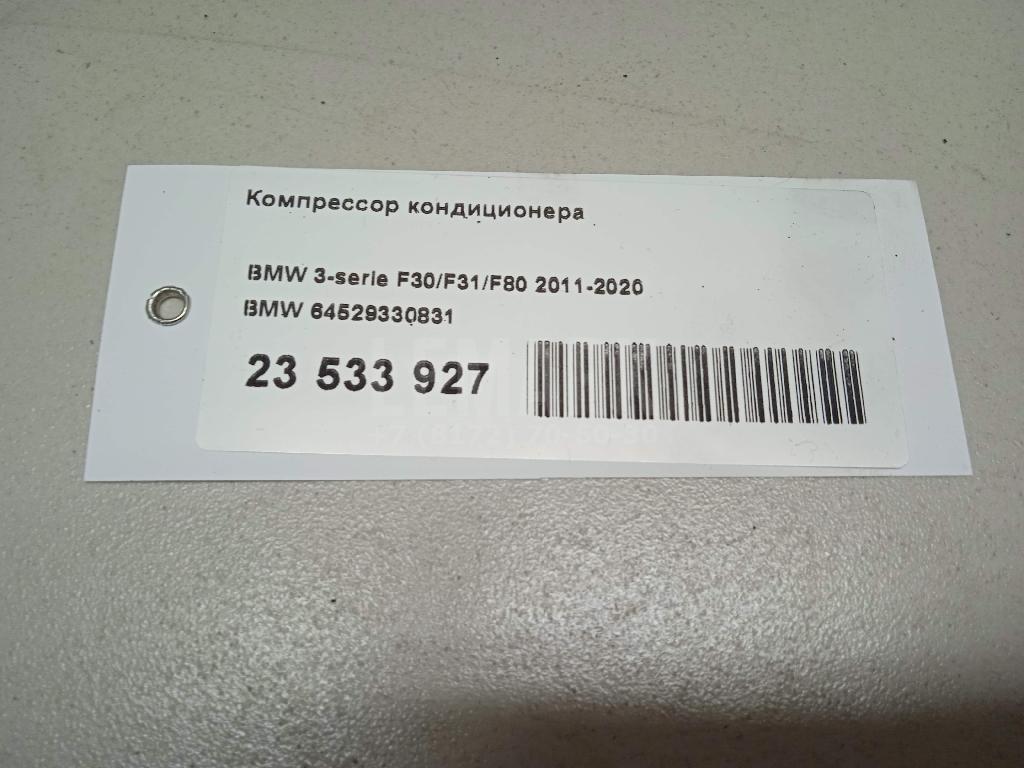 Компрессор кондиционера
BMW 3-serie F30/F31/F80 2011-2020
BMW 64529330831
23 533 927